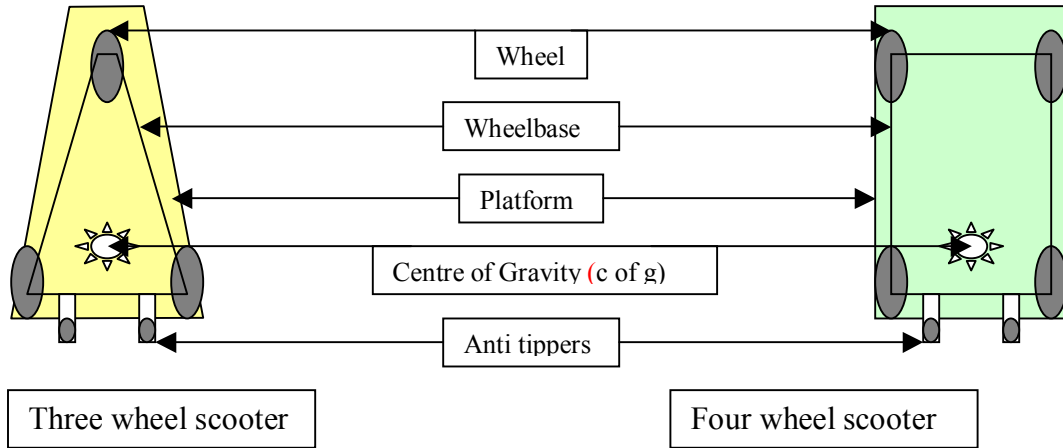 Wheel
Wheelbase
Platform
Centre of Gravity (c of g)
Anti tippers
Three wheel scooter
Four wheel scooter